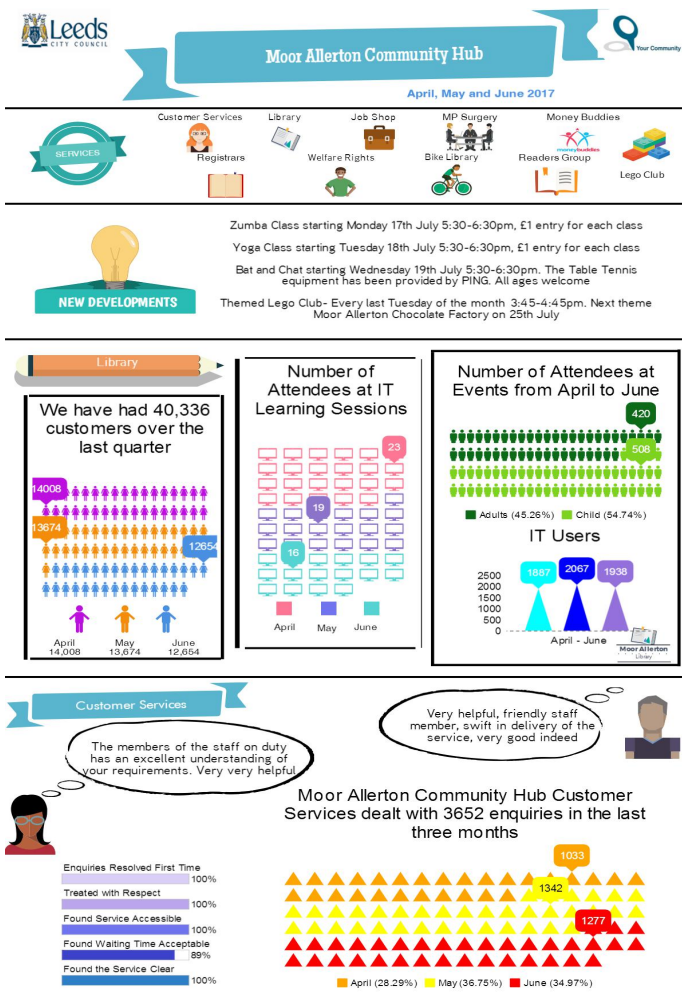 Leeds
CITY COUNCIL
Moor Allerton Community Hub
Your Community
April, May and June 2017
SERVICES
Customer Services
Library
Job Shop
MP Surgery
Money Buddies
moneybuddies
Registrars
Welfare Rights
Bike Library
Readers Group
Lego Club
NEW DEVELOPMENTS
Zumba Class starting Monday 17th July 5:30-6:30pm, £1 entry for each class
Yoga Class starting Tuesday 18th July 5:30-6:30pm, £1 entry for each class
Bat and Chat starting Wednesday 19th July 5:30-6:30pm. The Table Tennis
equipment has been provided by PING. All ages welcome
Themed Lego Club- Every last Tuesday of the month 3:45-4:45pm. Next theme
Moor Allerton Chocolate Factory on 25th July
Library
We have had 40,336
customers over the
last quarter
14008
13674
12654
April
14,008
May
13,674
June
12,654
Number of
Attendees at IT
Learning Sessions
23
19
16
April
May
June
Number of Attendees at
Events from April to June
420
508
Adults (45.26%)
Child (54.74%)
IT Users
2500
2000
1500
1000
500
0
1887
2067
1938
April - June
Moor Allerton
Library
Customer Services
The members of the staff on duty
has an excellent understanding of
your requirements. Very very helpful
Very helpful, friendly staff
member, swift in delivery of the
service, very good indeed
Moor Allerton Community Hub Customer
Services dealt with 3652 enquiries in the last
three months
Enquiries Resolved First Time
100%
Treated with Respect
100%
Found Service Accessible
100%
Found Waiting Time Acceptable
89%
Found the Service Clear
100%
1033
1342
1277
April (28.29%)
May (36.75%)
June (34.97%)